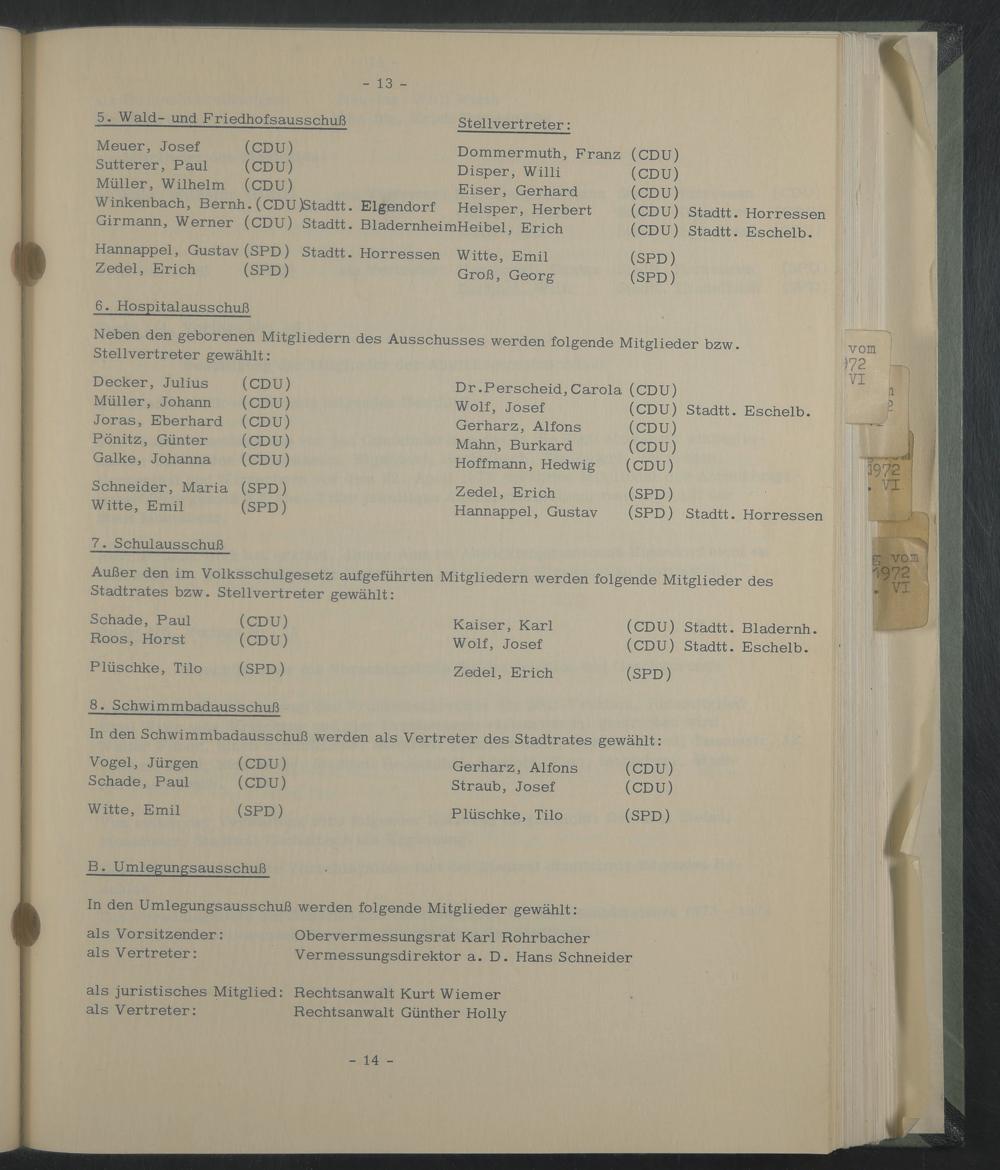 - 13 -
5. Wald- und Friedhofsausschuß Stellvertreter:
Meuer, Josef (CDU) Dommermuth, Franz (CDU)
Sutterer, Paul (CDU) Disper, Willi (CDU)
Müller, Wilhelm (CDU) Eiser, Gerhard (CDU)
Winkenbach, Bernh. (CDU)Stadtt. Elgendorf Helsper, Herbert (CDU) Stadtt. Horressen
Girmann, Werner (CDU) Stadtt. BladernheimHeibel, Erich (CDU) Stadtt. Eschelb.
Hannappel, Gustav (SPD) Stadtt. Horressen Witte, Emil (SPD)
Zedel, Erich (SPD) Groß, Georg (SPD)
6. Hospitalausschuß
Neben den geborenen Mitgliedern des Ausschusses werden folgende Mitglieder bzw.
Stellvertreter gewählt:
Decker, Julius (CDU) Dr.Perscheid,Carola (CDU)
Müller, Johann (CDU) Wolf, Josef (CDU) Stadtt. Eschelb.
Joras, Eberhard (CDU) Gerharz, Alfons (CDU)
Pönitz, Günter (CDU) Mahn, Burkard (CDU)
Galke, Johanna (CDU) Hoffmann, Hedwig (CDU)
Schneider, Maria (SPD) Zedel, Erich (SPD)
Witte, Emil (SPD) Hannappel, Gustav (SPD) Stadtt. Horressen
7. Schulausschuß
Außer den im Volksschulgesetz aufgeführten Mitgliedern werden folgende Mitglieder des
Stadtrates bzw. Stellvertreter gewählt:
Schade, Paul (CDU) Kaiser, Karl (CDU) Stadtt. Bladernh.
Roos, Horst (CDU) Wolf, Josef (CDU) Stadtt. Eschelb.
Plüschke, Tilo (SPD) Zedel, Erich (SPD)
8. Schwimmbadausschuß
In den Schwimmbadausschuß werden als Vertreter des Stadtrates gewählt:
Vogel, Jürgen (CDU) Gerharz, Alfons (CDU)
Schade, Paul (CDU) Straub, Josef (CDU)
Witte, Emil (SPD) Plüschke, Tilo (SPD)
B. Umlegungsausschuß
In den Umlegungsausschuß werden folgende Mitglieder gewählt:
als Vorsitzender: Obervermessungsrat Karl Rohrbacher
als Vertreter: Vermessungsdirektor a. D. Hans Schneider
als juristisches Mitglied: Rechtsanwalt Kurt Wiemer
als Vertreter: Rechtsanwalt Günther Holly
- 14 -
vom
972
VI
1972
. VI
vom
1972
. VI